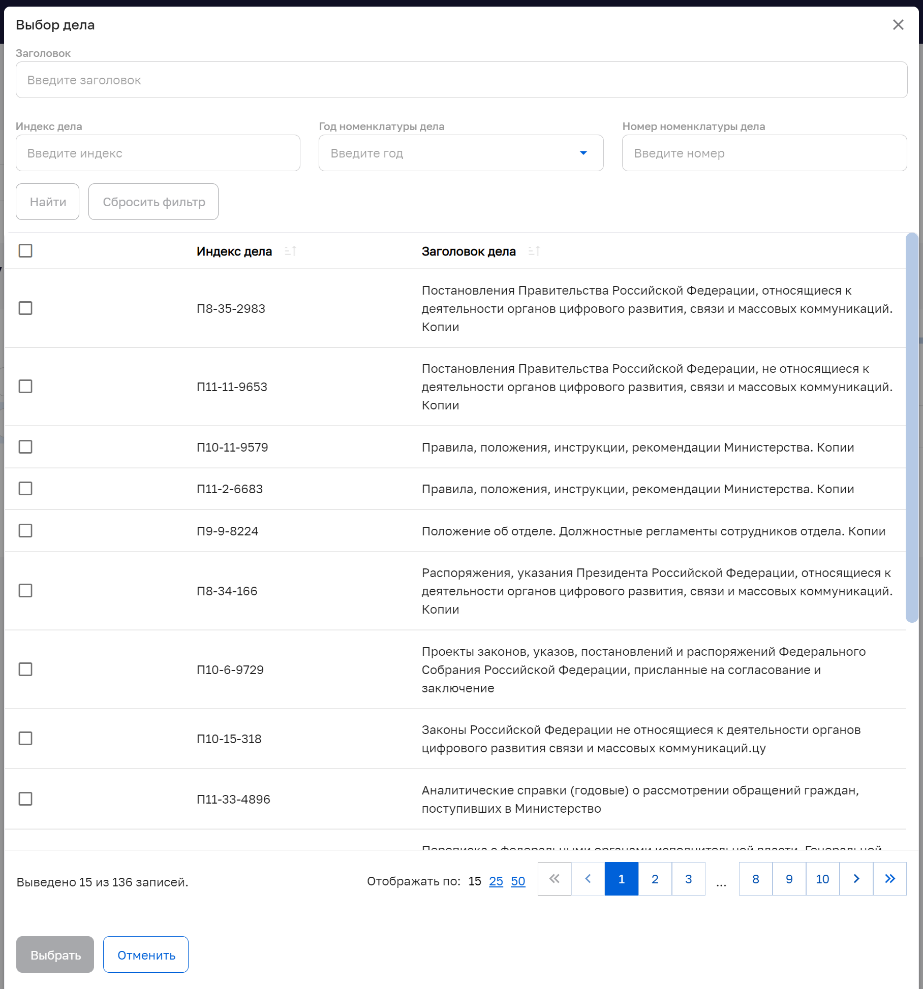 Выбор дела
Заголовок
Введите заголовок
Индекс дела
Год номенклатуры дела
Номер номенклатуры дела
Введите индекс
Введите год
Введите номер
Найти
Сбросить фильтр
Индекс дела
Заголовок дела
П8-35-2983
Постановления Правительства Российской Федерации, относящиеся к
деятельности органов цифрового развития, связи и массовых коммуникаций.
Копии
П11-11-9653
Постановления Правительства Российской Федерации, не относящиеся к
деятельности органов цифрового развития, связи и массовых коммуникаций.
Копии
П10-11-9579
Правила, положения, инструкции, рекомендации Министерства. Копии
П11-2-6683
Правила, положения, инструкции, рекомендации Министерства. Копии
П9-9-8224
Положение об отделе. Должностные регламенты сотрудников отдела. Копии
П8-34-166
Распоряжения, указания Президента Российской Федерации, относящиеся к
деятельности органов цифрового развития, связи и массовых коммуникаций.
Копии
П10-6-9729
Проекты законов, указов, постановлений и распоряжений Федерального
Собрания Российской Федерации, присланные на согласование и
заключение
П10-15-318
Законы Российской Федерации не относящиеся к деятельности органов
цифрового развития связи и массовых коммуникаций.цу
П11-33-4896
Аналитические справки (годовые) о рассмотрении обращений граждан,
поступивших в Министерство
Переписка с федеральными органами исполнительной власти, Генеральной
Выведено 15 из 136 записей.
Отображать по: 15 25 50
1 2 3 ... 8 9 10
Выбрать
Отменить